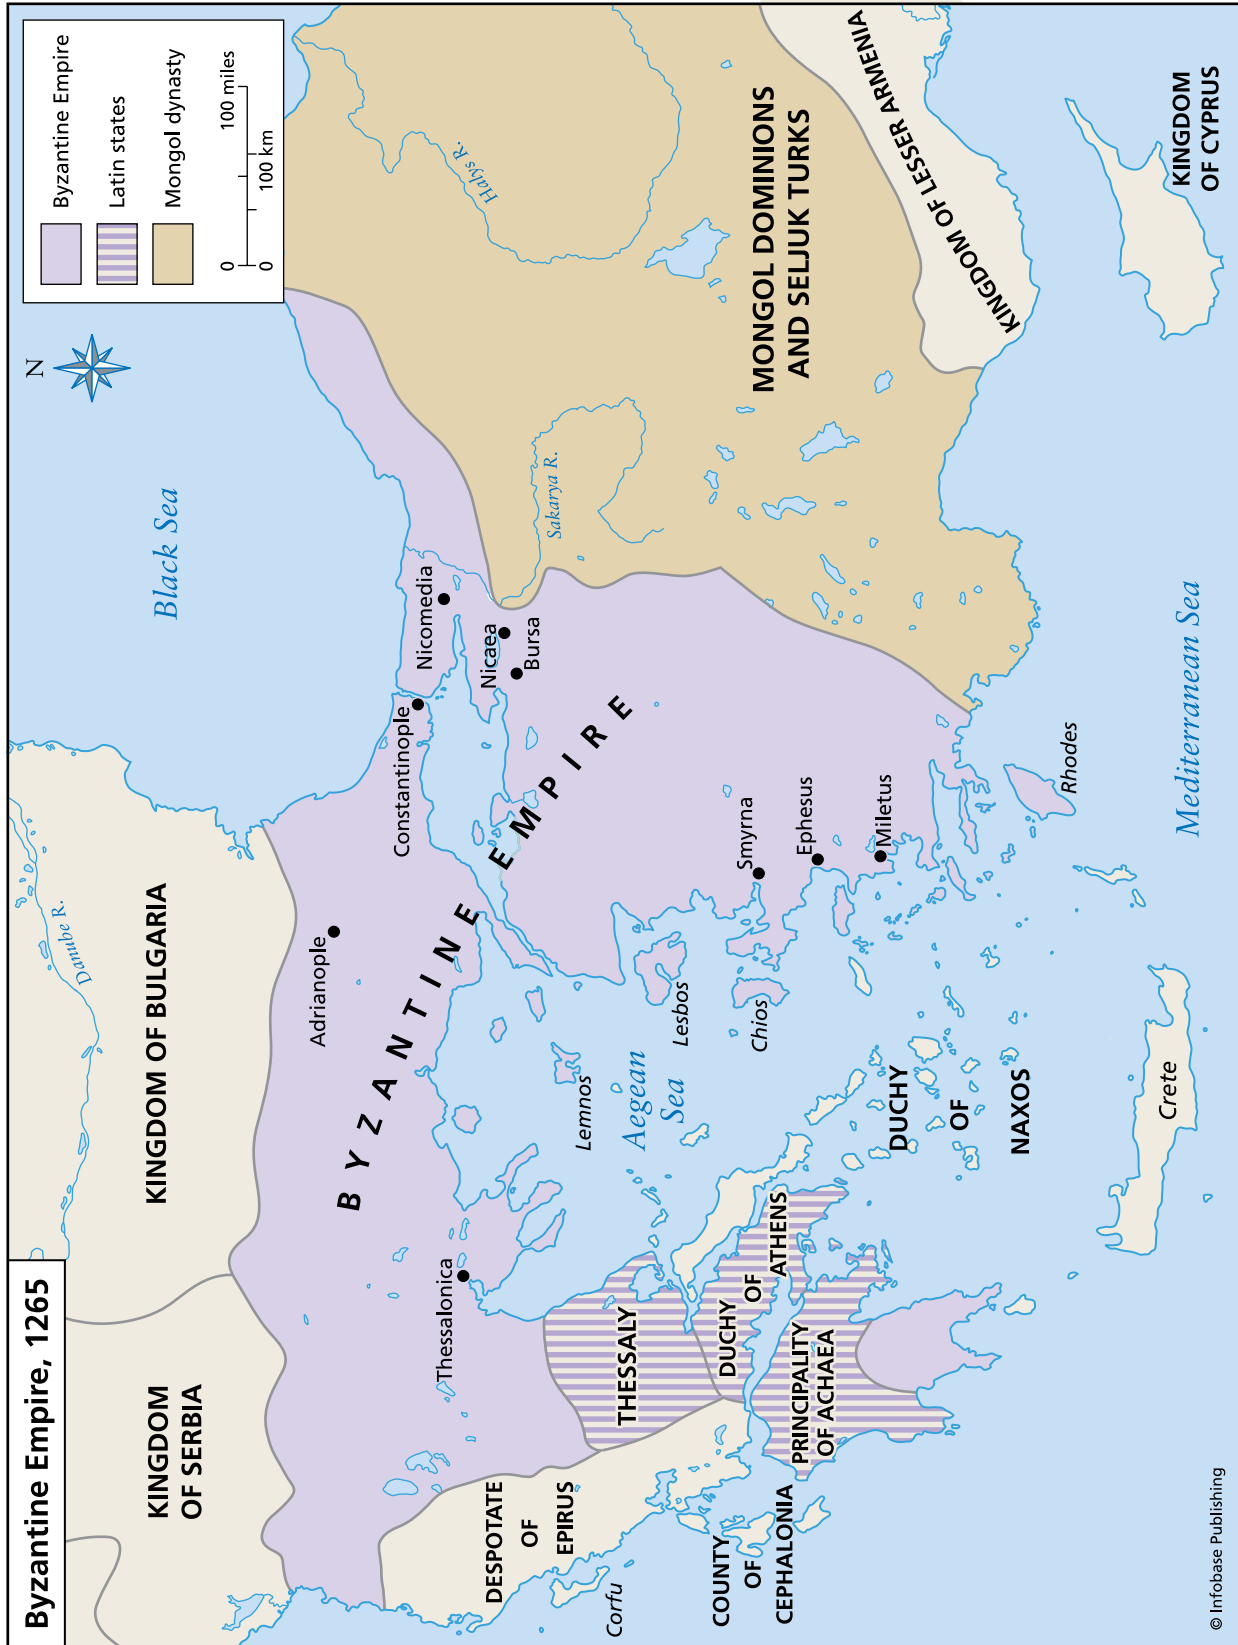 Byzantine Empire, 1265
N
Byzantine Empire
Latin states
Mongol dynasty
0
100 miles
0
100 km
Danube R.
Black Sea
KINGDOM
OF SERBIA
KINGDOM OF BULGARIA
Halys R.
Adrianople
Constantinople
Nicomedia
Nicaea
Bursa
Sakarya R.
BYZANTINE EMPIRE
Thessalonica
DESPOTATE
OF
EPIRUS
Corfu
THESSALY
Lemnos
Aegean
Sea
Lesbos
Chios
Smyrna
Ephesus
Miletus
MONGOL DOMINIONS
AND SELJUK TURKS
KINGDOM OF LESSER ARMENIA
COUNTY
OF
CEPHALONIA
DUCHY
OF
ATHENS
PRINCIPALITY
OF ACHAEA
DUCHY
OF
NAXOS
Rhodes
Crete
Mediterranean Sea
KINGDOM
OF CYPRUS
© Infobase Publishing